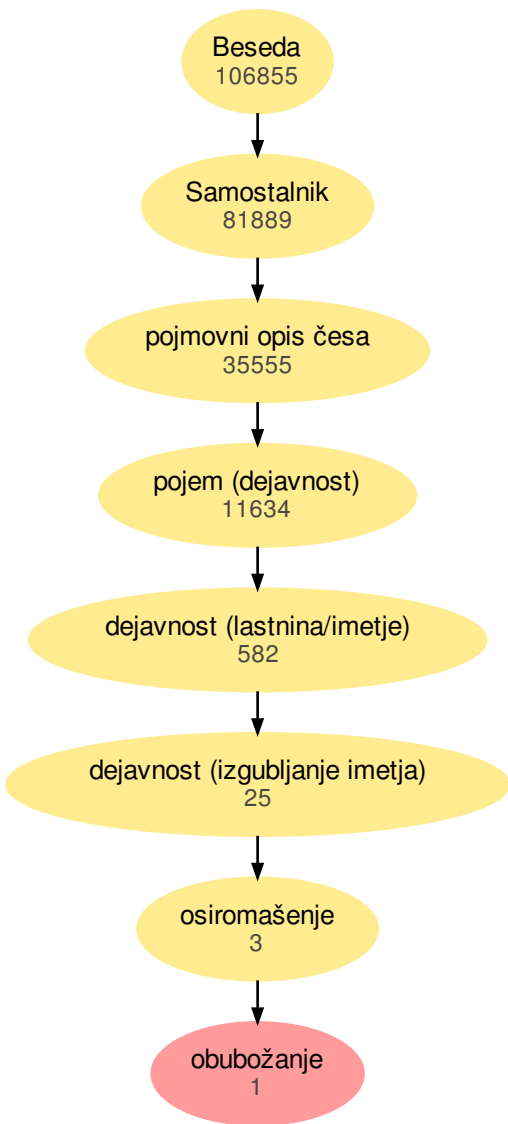 Beseda
106855
Samostalnik
81889
pojmovni opis česa
35555
pojem (dejavnost)
11634
dejavnost (lastnina/imetje)
582
dejavnost (izgubljanje imetja)
25
osiromašenje
3
obubožanje
1